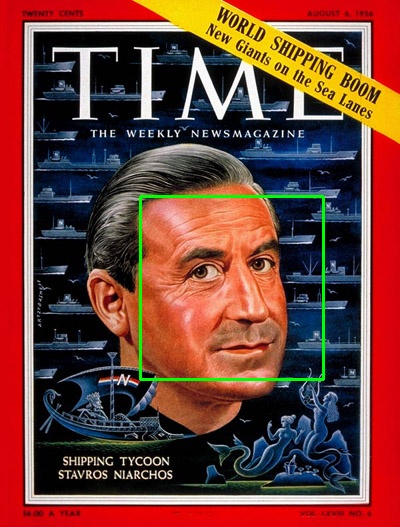 TWENTY CENTS
AUGUST 6, 1956
WORLD SHIPPING BOOM
New Giants on the Sea Lanes
TIME
THE WEEKLY NEWSMAGAZINE
ARTZYBASHEFF
N
SHIPPING TYCOON
STAVROS NIARCHOS
$6.00 A YEAR
VOL. LXVIII NO. 6